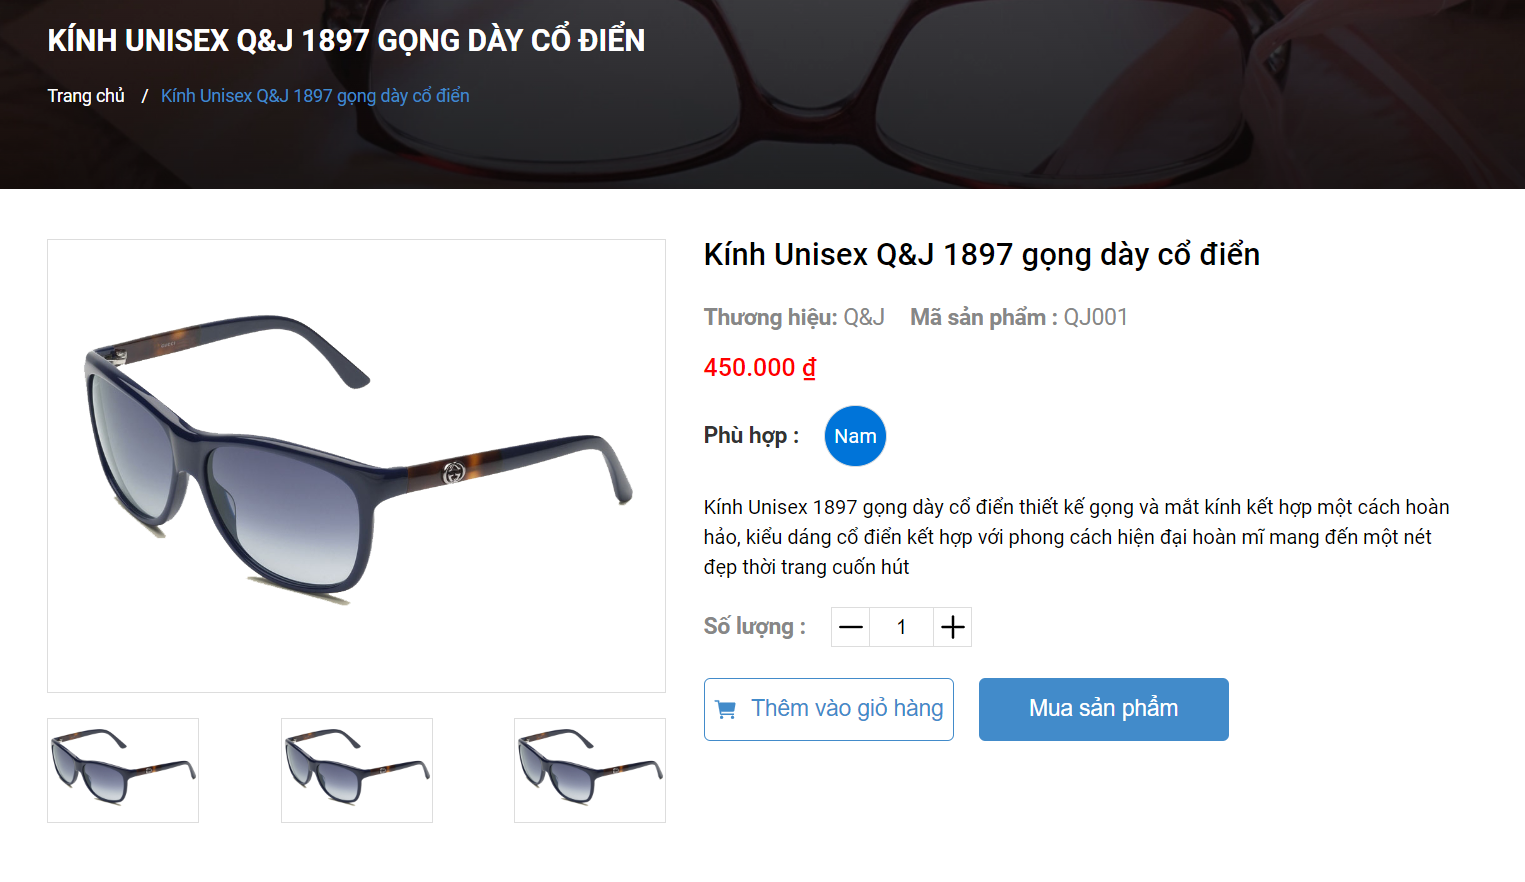 KÍNH UNISEX Q&J 1897 GỌNG DÀY CỔ ĐIỂN
Trang chủ / Kính Unisex Q&J 1897 gọng dày cổ điển
Kính Unisex Q&J 1897 gọng dày cổ điển
Thương hiệu: Q&J Mã sản phẩm : QJ001
450.000 ₫
Phù hợp : Nam
Kính Unisex 1897 gọng dày cổ điển thiết kế gọng và mắt kính kết hợp một cách hoàn
hảo, kiểu dáng cổ điển kết hợp với phong cách hiện đại hoàn mĩ mang đến một nét
đẹp thời trang cuốn hút
Số lượng : 1
Thêm vào giỏ hàng
Mua sản phẩm